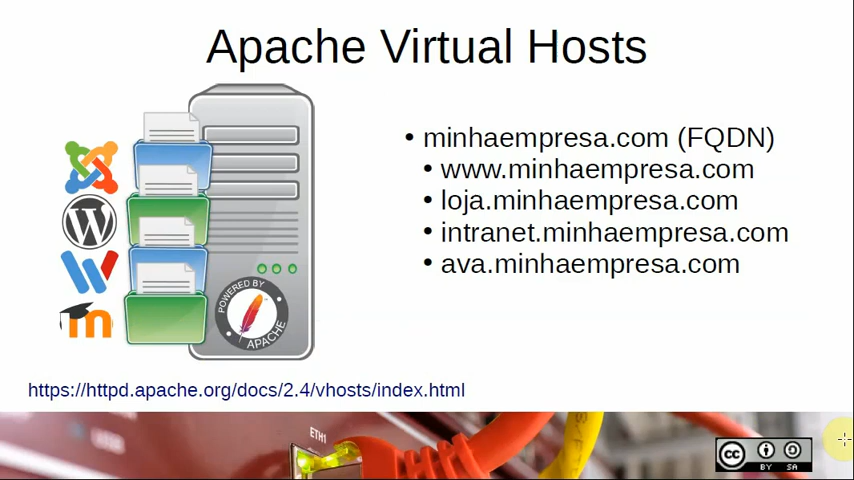 Apache Virtual Hosts
• minhaempresa.com (FQDN)
• www.minhaempresa.com
• loja.minhaempresa.com
• intranet.minhaempresa.com
• ava.minhaempresa.com
POWERED BY
APACHE
https://httpd.apache.org/docs/2.4/vhosts/index.html
ETH1
cc
BY SA